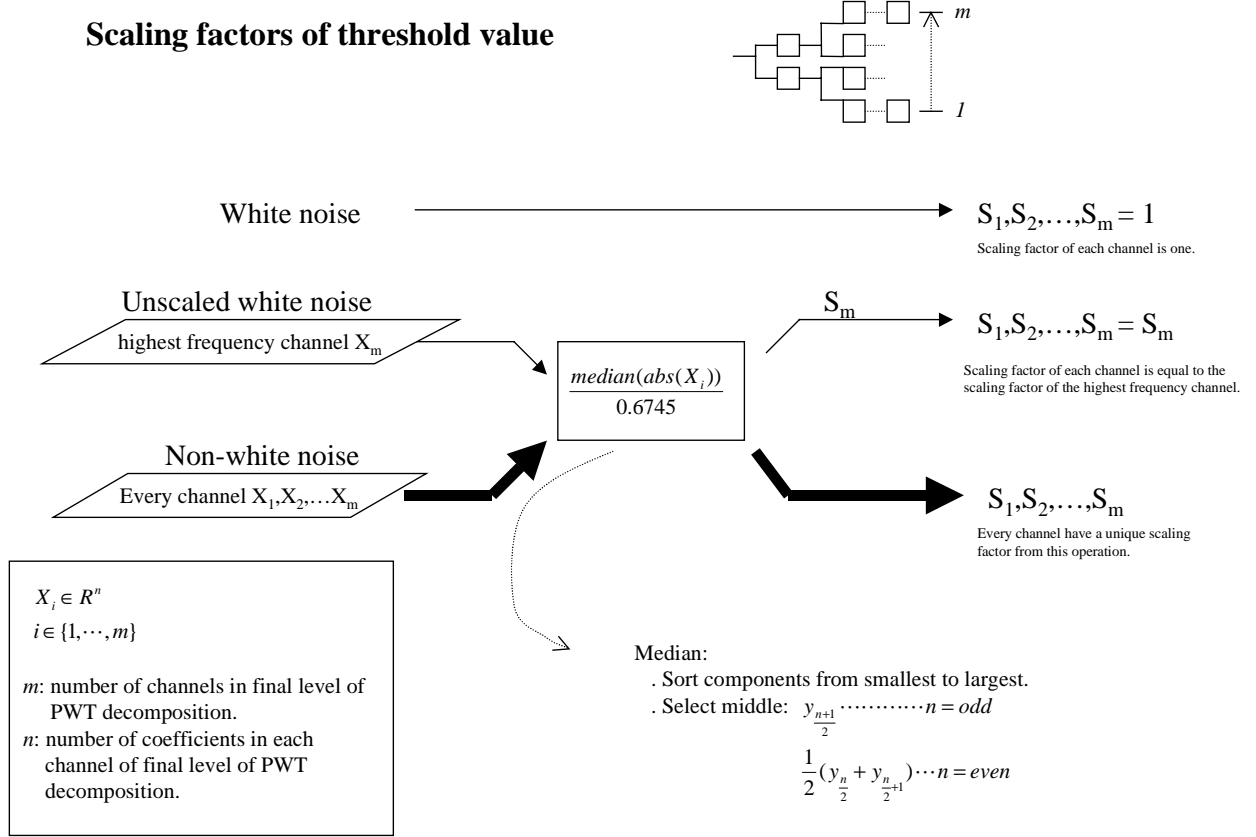 Scaling factors of threshold value
m
1
White noise
S₁,S₂,…,Sₘ = 1
Scaling factor of each channel is one.
Unscaled white noise
highest frequency channel Xₘ
Sₘ
S₁,S₂,…,Sₘ = Sₘ
Scaling factor of each channel is equal to the
scaling factor of the highest frequency channel.
median(abs(Xᵢ))
0.6745
Non-white noise
Every channel X₁,X₂,…Xₘ
S₁,S₂,…,Sₘ
Every channel have a unique scaling
factor from this operation.
Xᵢ ∈ Rⁿ
i ∈ {1,⋯,m}
m: number of channels in final level of
PWT decomposition.
n: number of coefficients in each
channel of final level of PWT
decomposition.
Median:
. Sort components from smallest to largest.
. Select middle: y_{(n+1)/2} ⋯⋯⋯⋯ n = odd
1/2 (y_{n/2} + y_{n/2+1}) ⋯ n = even